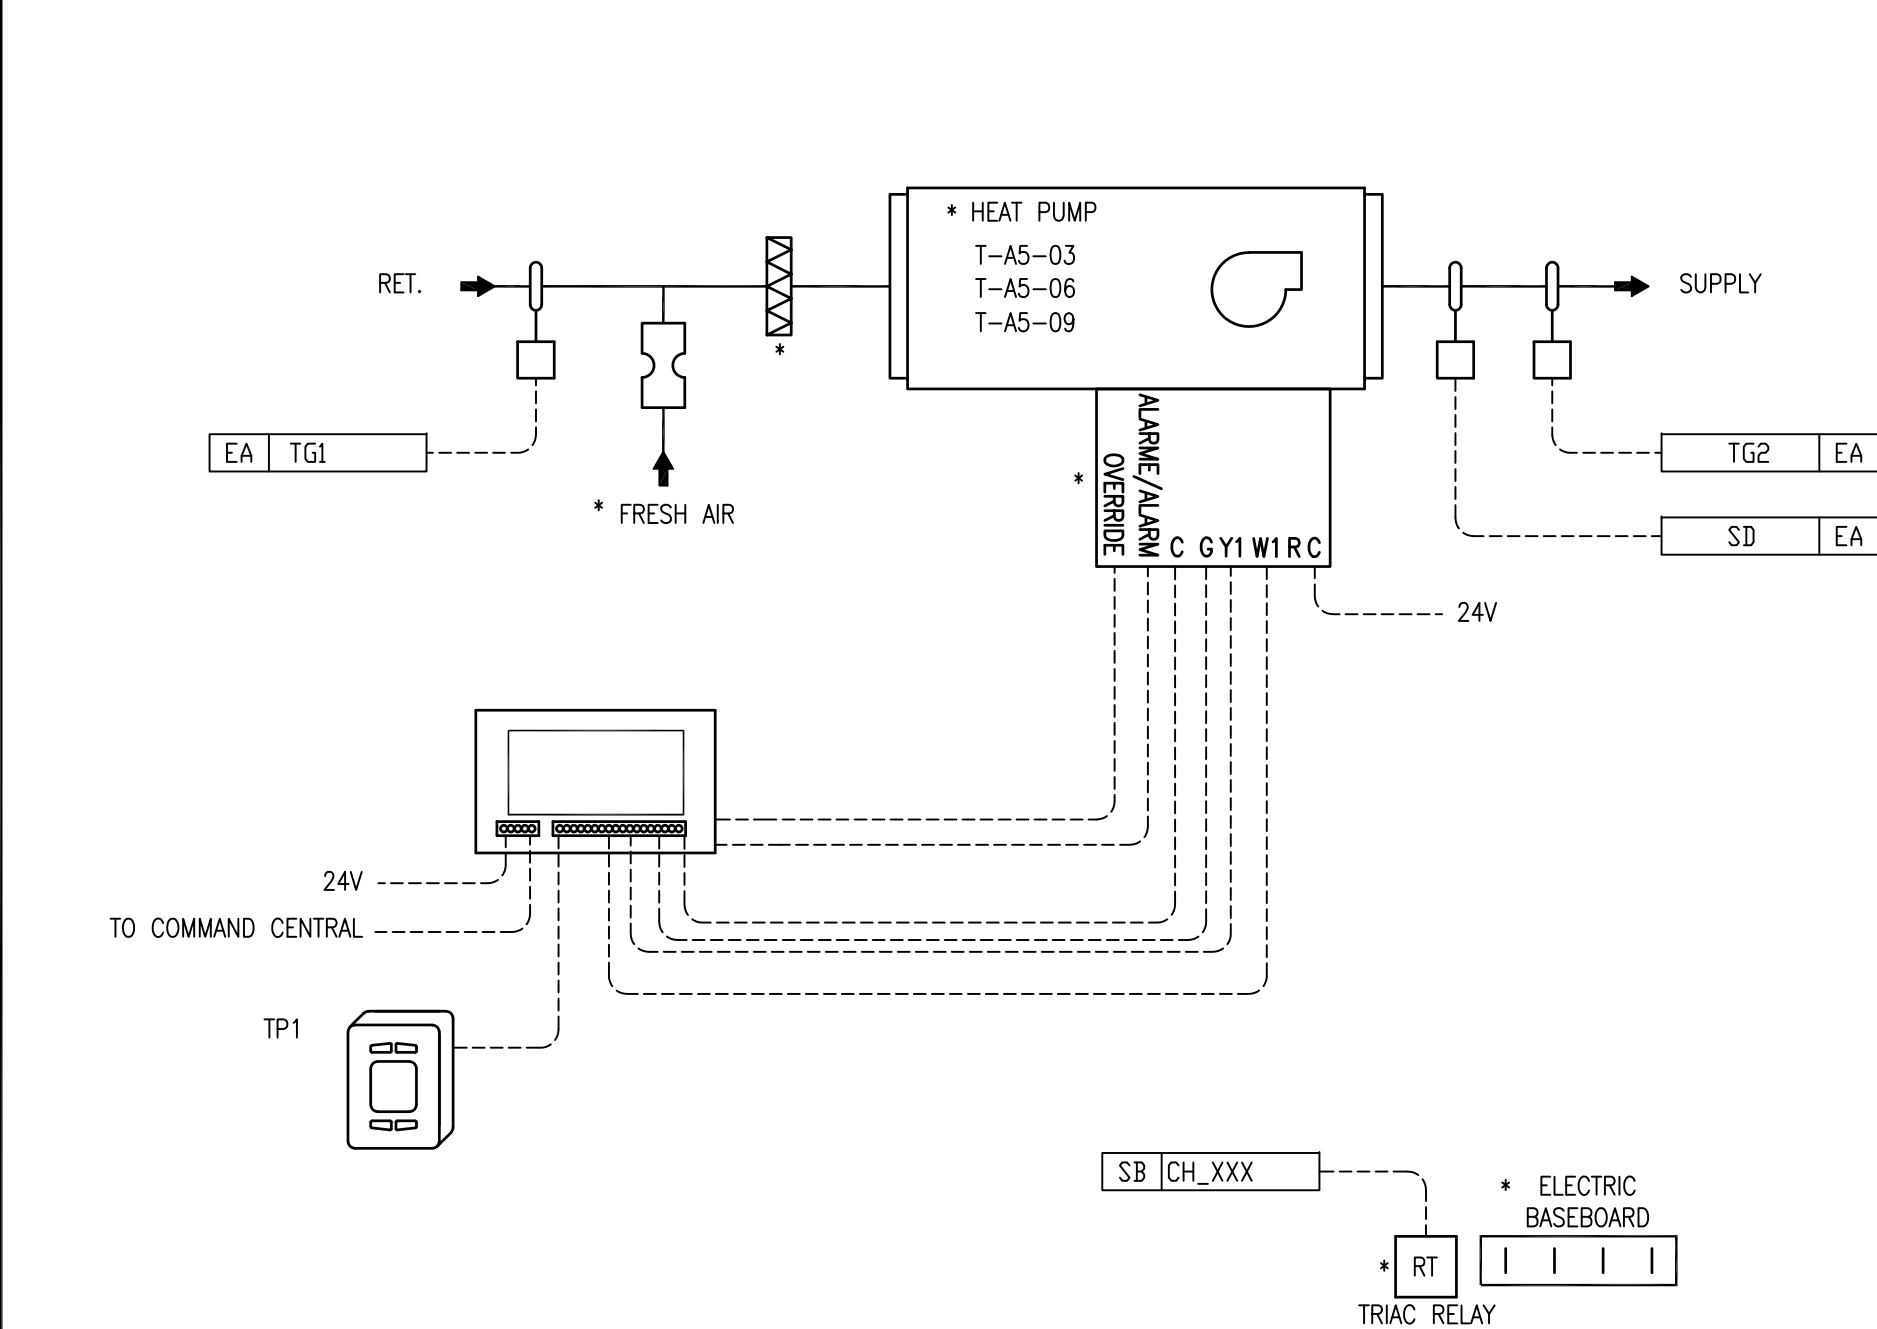 * HEAT PUMP
T-A5-03
T-A5-06
T-A5-09
RET.
SUPPLY
*
EA TG1
* FRESH AIR
*
OVERRIDE
ALARME/ALARM
C G Y1 W1 R C
TG2 EA
SD EA
24V
24V
TO COMMAND CENTRAL
TP1
SB CH_XXX
* ELECTRIC
BASEBOARD
* RT
TRIAC RELAY